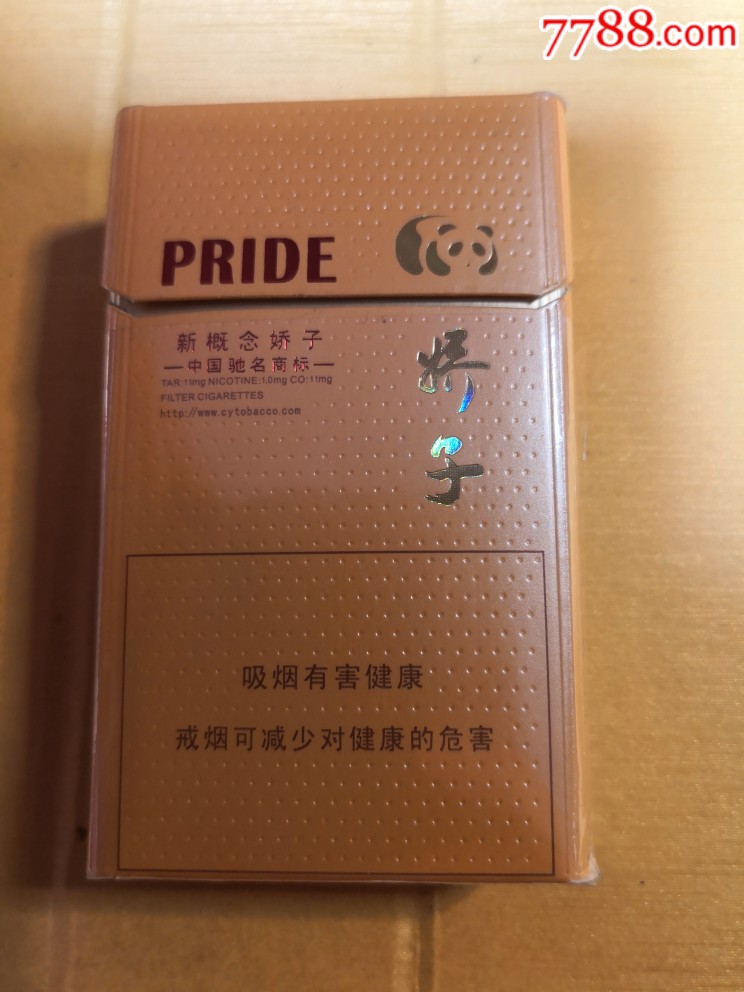 7788.com
PRIDE
新概念娇子
—中国驰名商标—
TAR:11mg NICOTINE:1.0mg CO:11mg
FILTER CIGARETTES
http://www.cytobacco.com
娇子
吸烟有害健康
戒烟可减少对健康的危害